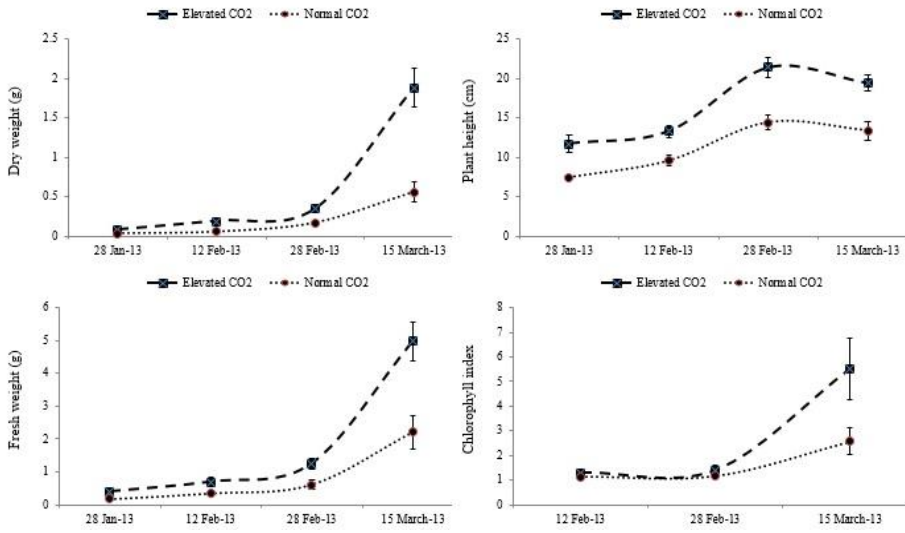 Elevated CO2 Normal CO2
Dry weight (g)
2.5
2
1.5
1
0.5
0
28 Jan-13 12 Feb-13 28 Feb-13 15 March-13
Elevated CO2 Normal CO2
Plant height (cm)
25
20
15
10
5
0
28 Jan-13 12 Feb-13 28 Feb-13 15 March-13
Elevated CO2 Normal CO2
Fresh weight (g)
6
5
4
3
2
1
0
28 Jan-13 12 Feb-13 28 Feb-13 15 March-13
Elevated CO2 Normal CO2
Chlorophyll index
8
7
6
5
4
3
2
1
0
12 Feb-13 28 Feb-13 15 March-13